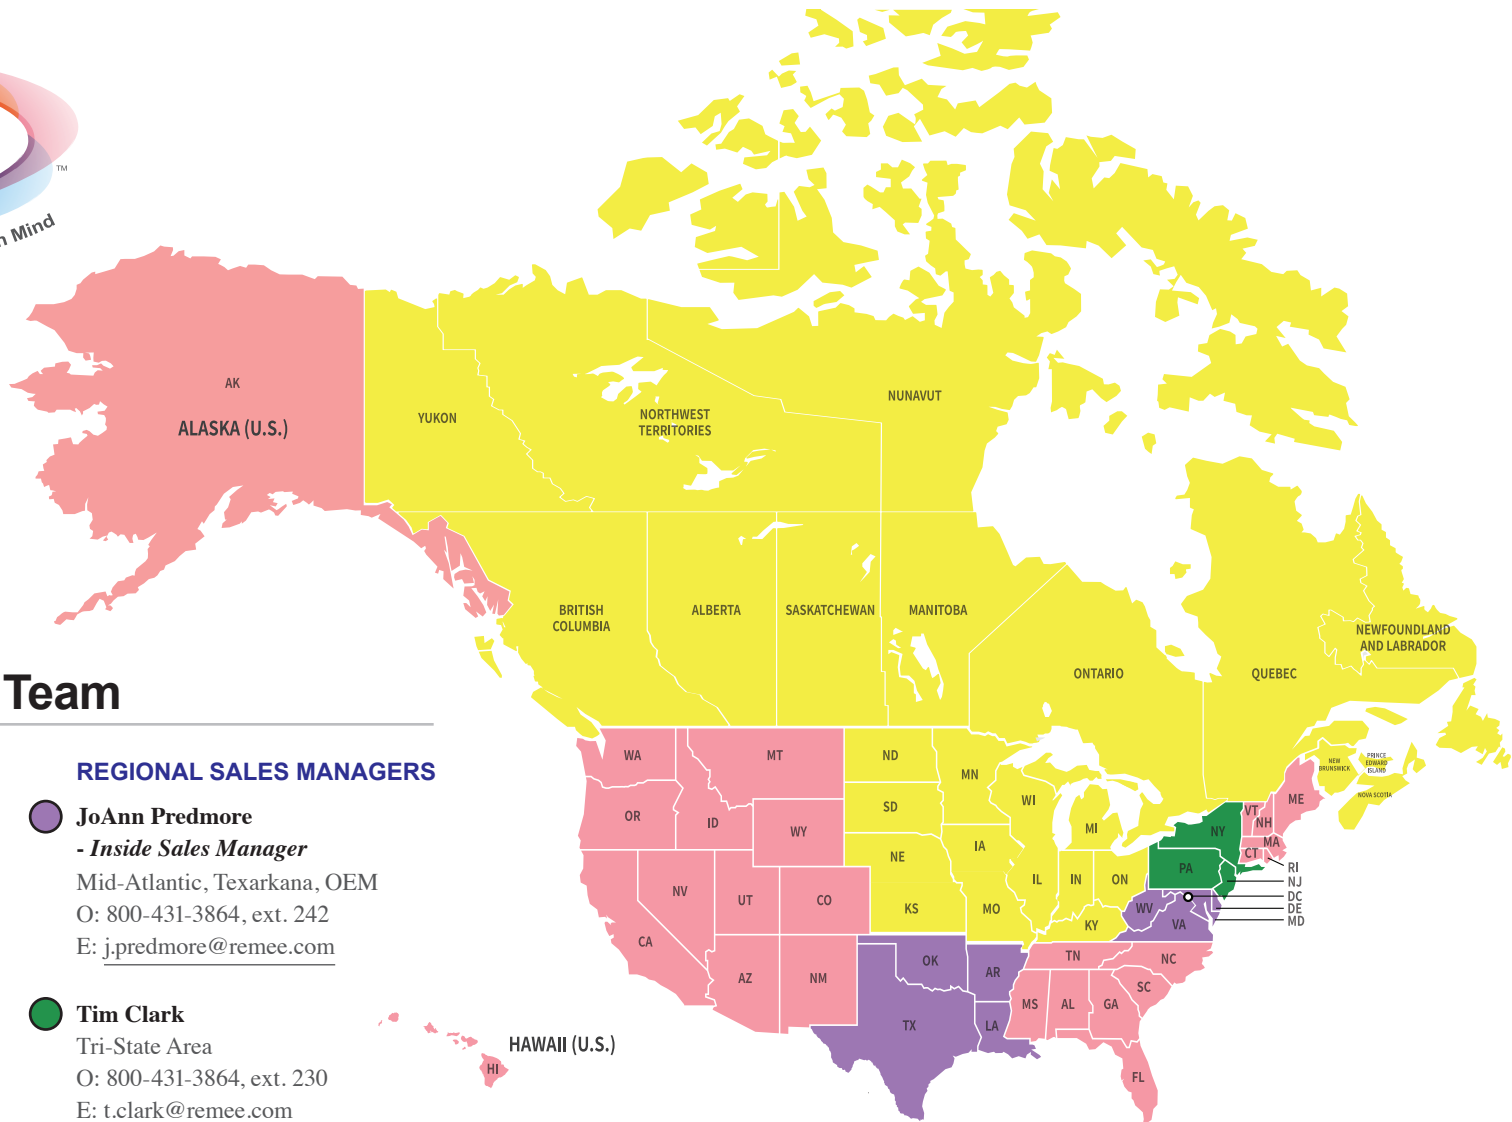 ™
n Mind
AK
ALASKA (U.S.)
YUKON
NORTHWEST
TERRITORIES
NUNAVUT
BRITISH
COLUMBIA
ALBERTA
SASKATCHEWAN
MANITOBA
ONTARIO
QUEBEC
NEWFOUNDLAND
AND LABRADOR
NEW
BRUNSWICK
PRINCE
EDWARD
ISLAND
NOVA SCOTIA
Team
REGIONAL SALES MANAGERS
JoAnn Predmore
- Inside Sales Manager
Mid-Atlantic, Texarkana, OEM
O: 800-431-3864, ext. 242
E: j.predmore@remee.com
Tim Clark
Tri-State Area
O: 800-431-3864, ext. 230
E: t.clark@remee.com
WA
MT
ND
MN
OR
ID
WY
SD
WI
MI
NY
VT
NH
ME
MA
CT
RI
NJ
DC
DE
MD
NV
UT
CO
NE
IA
IL
IN
ON
PA
CA
KS
MO
KY
WV
VA
AZ
NM
OK
AR
TN
NC
SC
TX
LA
MS
AL
GA
FL
HAWAII (U.S.)
HI